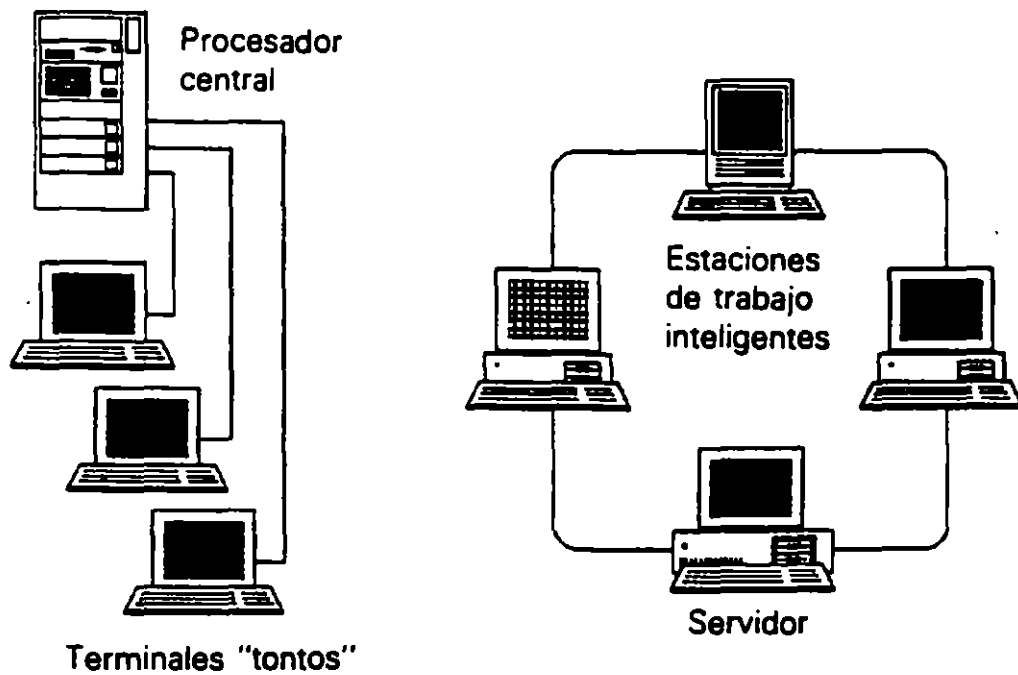 Procesador
central
Terminales "tontos"
Estaciones
de trabajo
inteligentes
Servidor